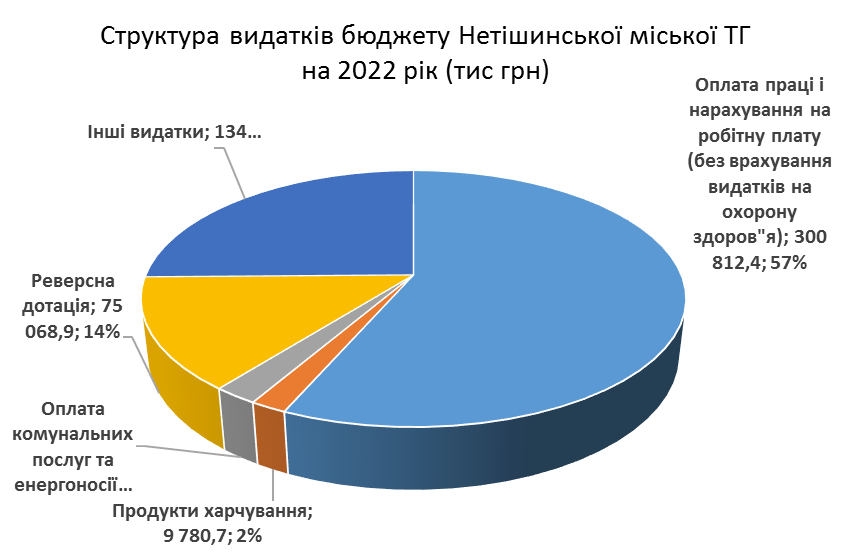 Структура видатків бюджету Нетішинської міської ТГ
на 2022 рік (тис грн)
Оплата праці і
нарахування на
робітну плату
(без врахування
видатків на
охорону
здоров"я); 300
812,4; 57%
Інші видатки; 134...
Реверсна
дотація; 75
068,9; 14%
Оплата
комунальних
послуг та
енергоносії...
Продукти харчування;
9 780,7; 2%